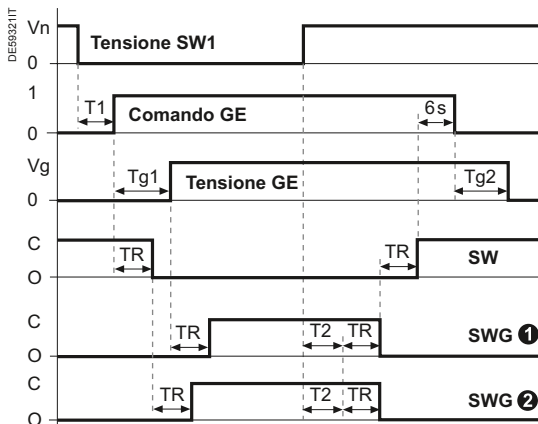 DE59321IT
Vn
Tensione SW1
0
1
T1
Comando GE
6s
0
Vg
Tg1
Tensione GE
Tg2
0
C
TR
TR
SW
O
C
TR
T2
TR
SWG 1
O
C
TR
T2
TR
SWG 2
O